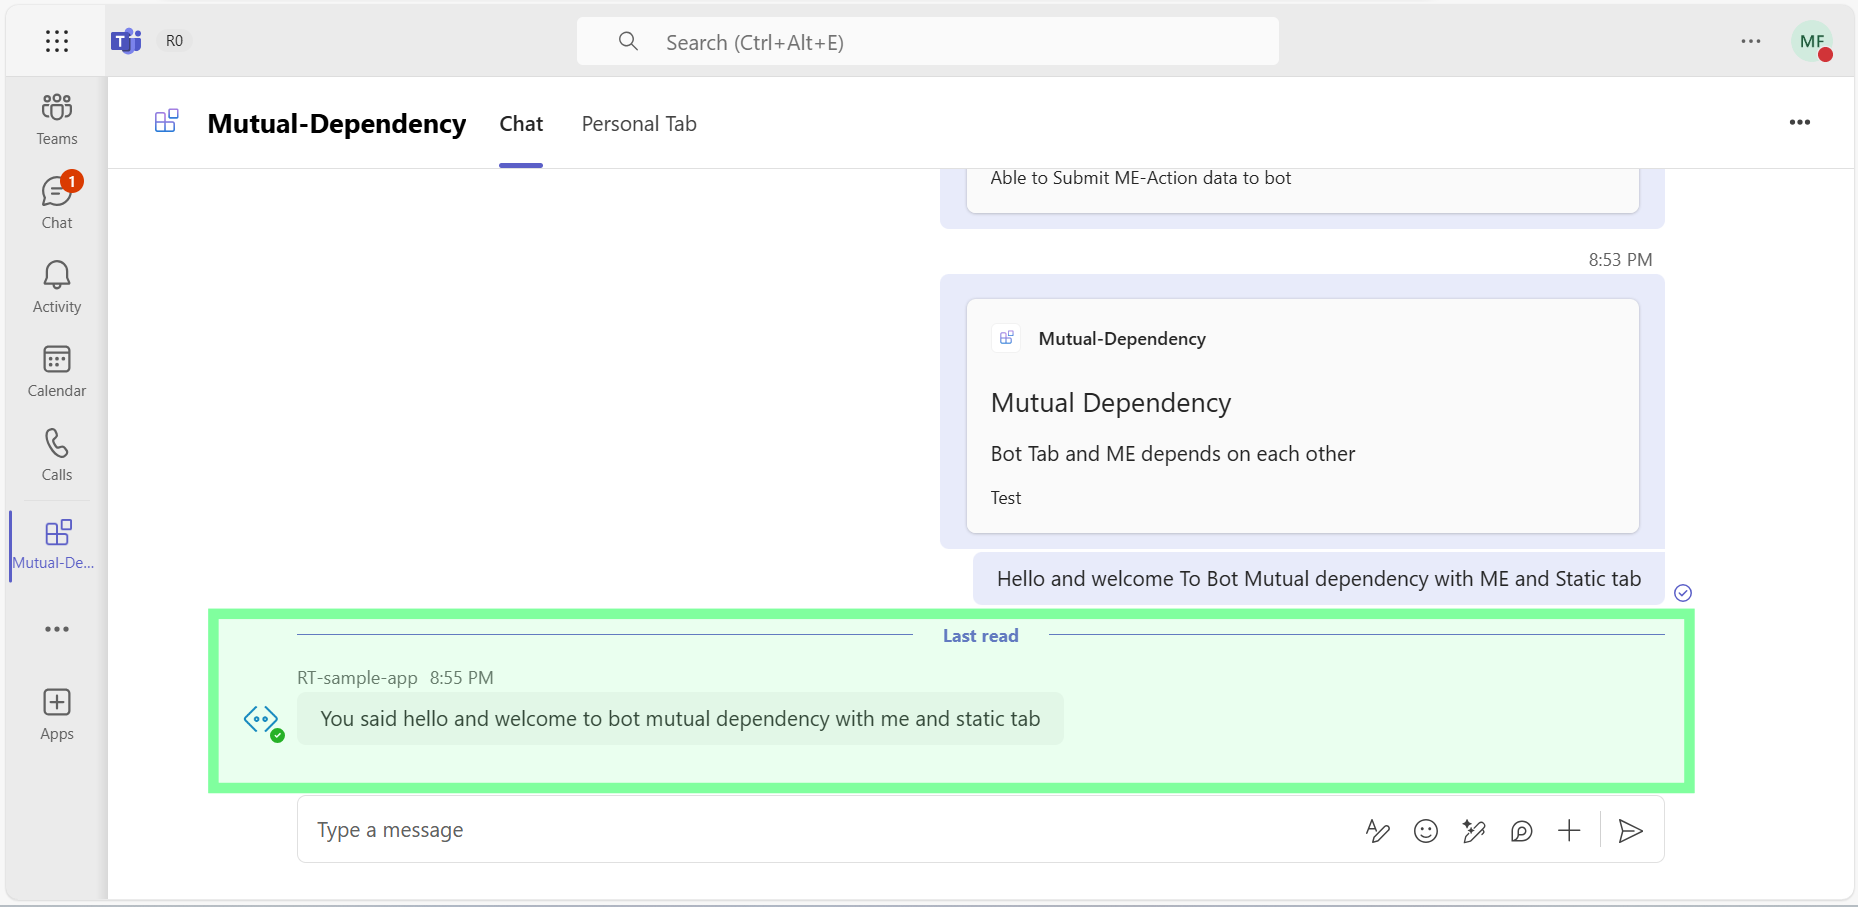 R0
Search (Ctrl+Alt+E)
MF
Teams
1
Chat
Activity
Calendar
Calls
Mutual-De...
Apps
Mutual-Dependency
Chat
Personal Tab
Able to Submit ME-Action data to bot
8:53 PM
Mutual-Dependency
Mutual Dependency
Bot Tab and ME depends on each other
Test
Hello and welcome To Bot Mutual dependency with ME and Static tab
Last read
RT-sample-app 8:55 PM
You said hello and welcome to bot mutual dependency with me and static tab
Type a message